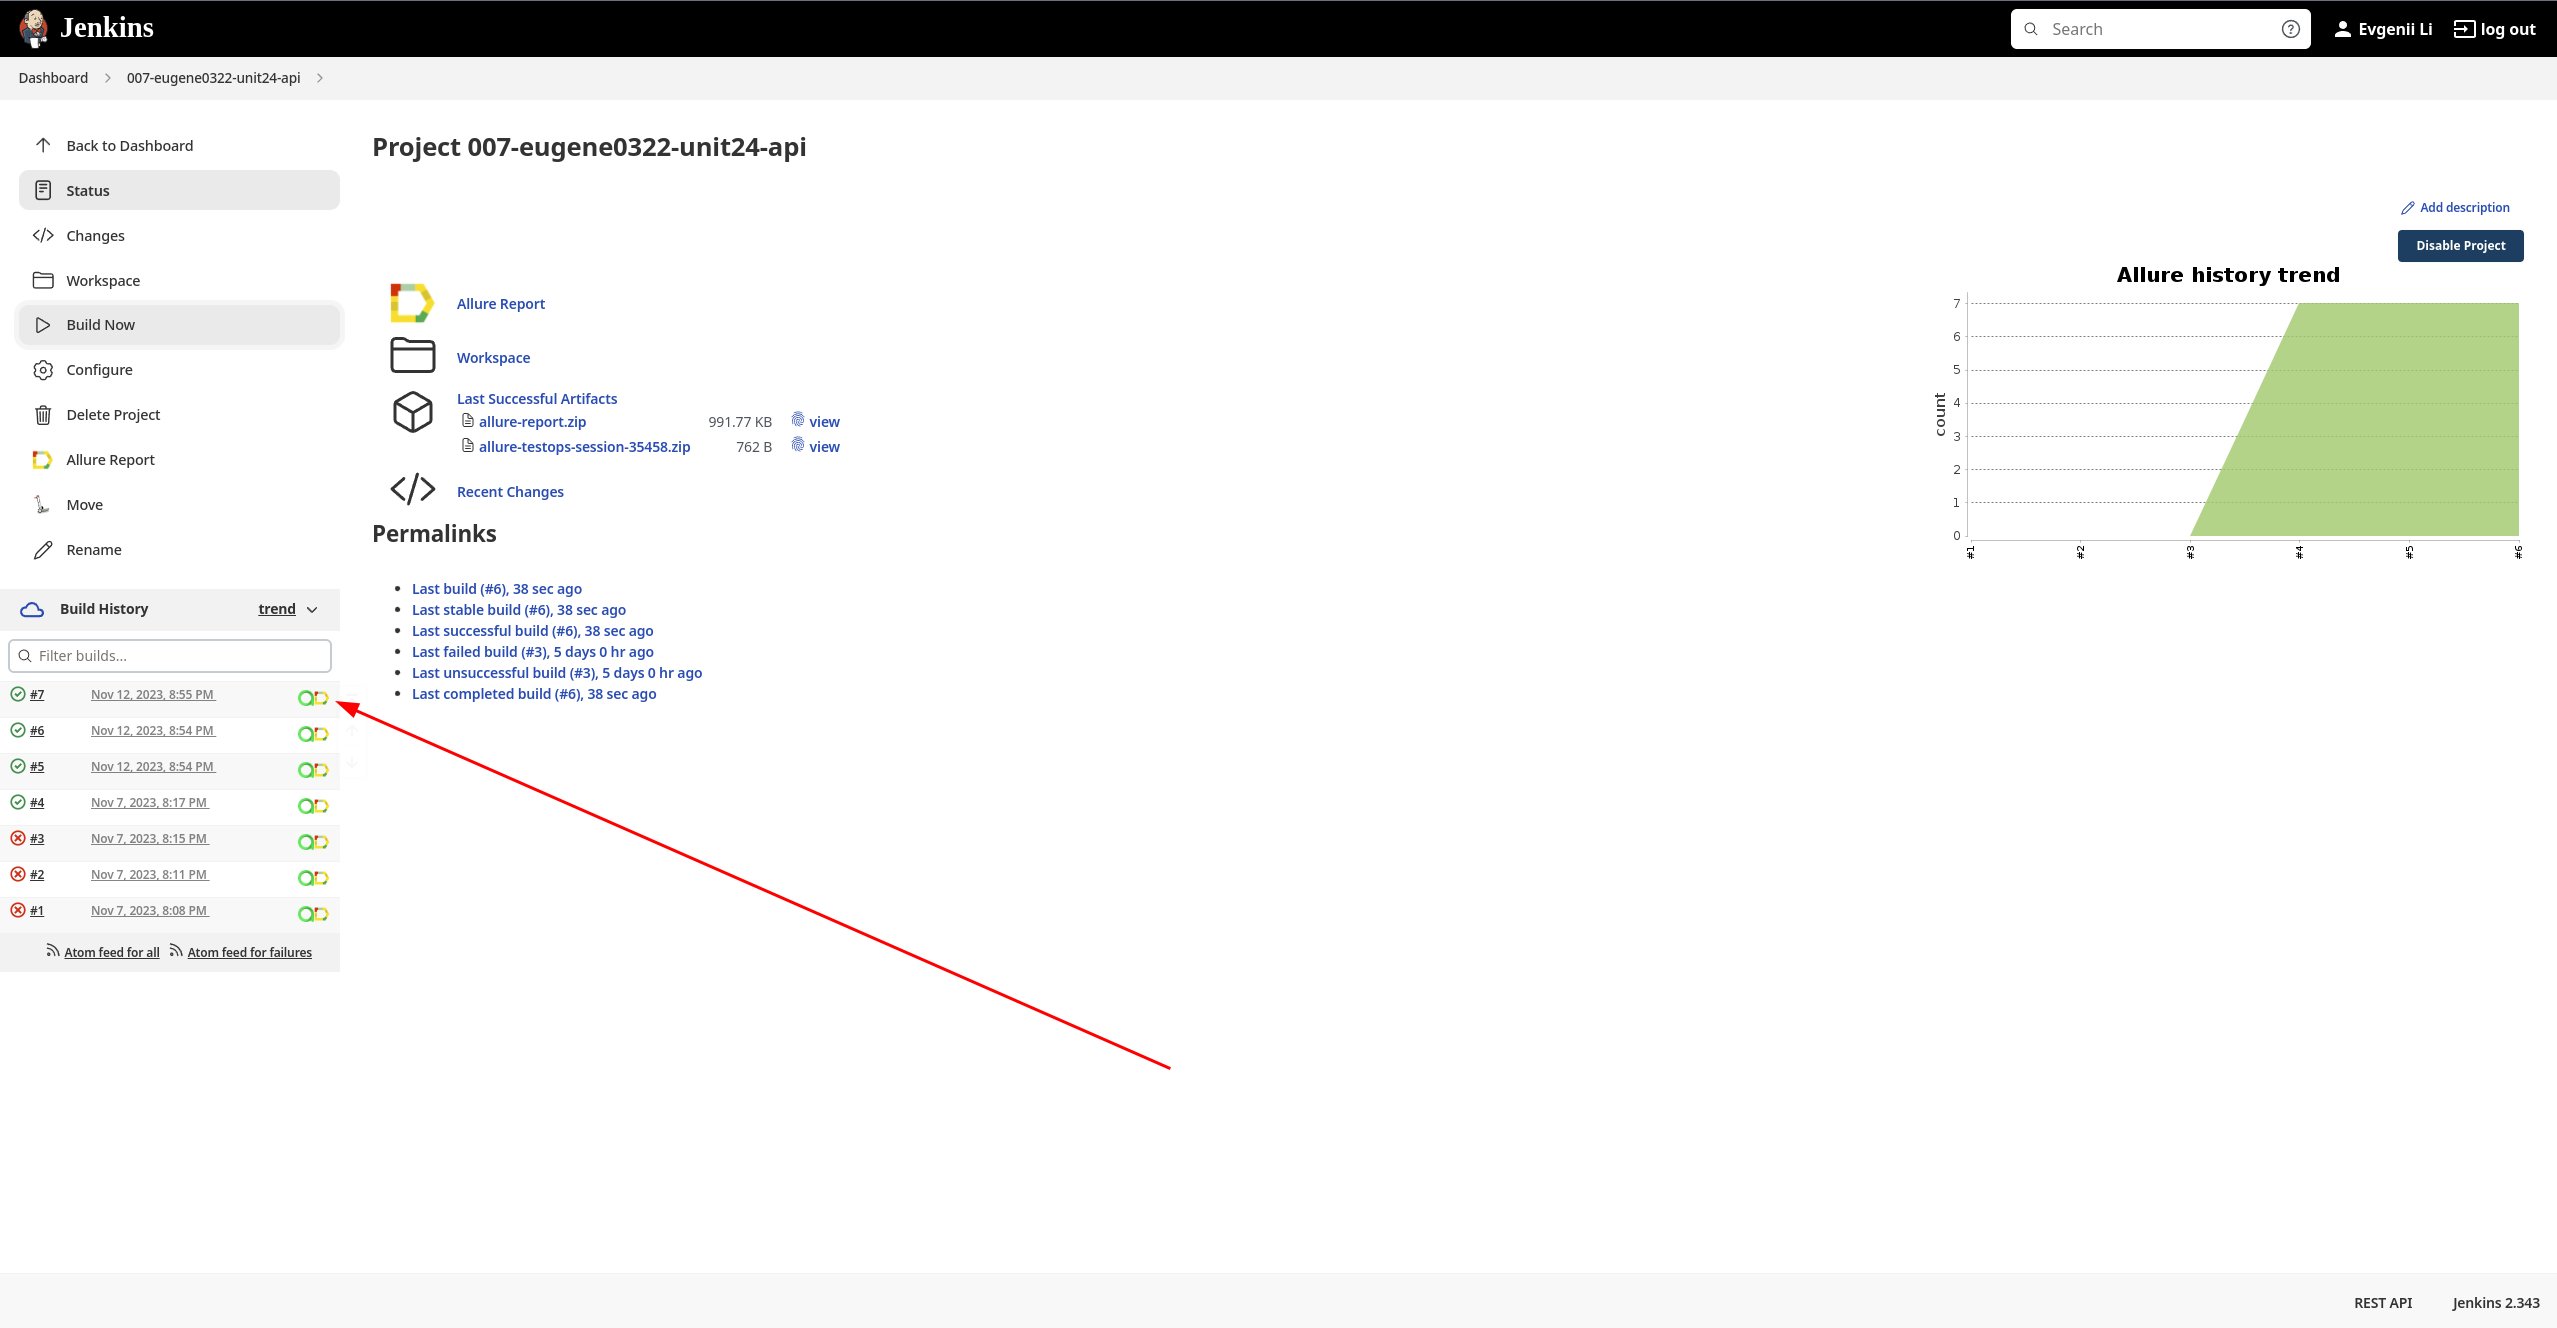 Jenkins
Search
Evgenii Li
log out
Dashboard
007-eugene0322-unit24-api
Back to Dashboard
Status
Changes
Workspace
Build Now
Configure
Delete Project
Allure Report
Move
Rename
Build History
trend
Filter builds...
#7 Nov 12, 2023, 8:55 PM
#6 Nov 12, 2023, 8:54 PM
#5 Nov 12, 2023, 8:54 PM
#4 Nov 7, 2023, 8:17 PM
#3 Nov 7, 2023, 8:15 PM
#2 Nov 7, 2023, 8:11 PM
#1 Nov 7, 2023, 8:08 PM
Atom feed for all Atom feed for failures
Project 007-eugene0322-unit24-api
Add description
Disable Project
Allure Report
Workspace
Last Successful Artifacts
allure-report.zip 991.77 KB view
allure-testops-session-35458.zip 762 B view
Recent Changes
Permalinks
Last build (#6), 38 sec ago
Last stable build (#6), 38 sec ago
Last successful build (#6), 38 sec ago
Last failed build (#3), 5 days 0 hr ago
Last unsuccessful build (#3), 5 days 0 hr ago
Last completed build (#6), 38 sec ago
Allure history trend
count
7
6
5
4
3
2
1
0
#1 #2 #3 #4 #5 #6
REST API
Jenkins 2.343